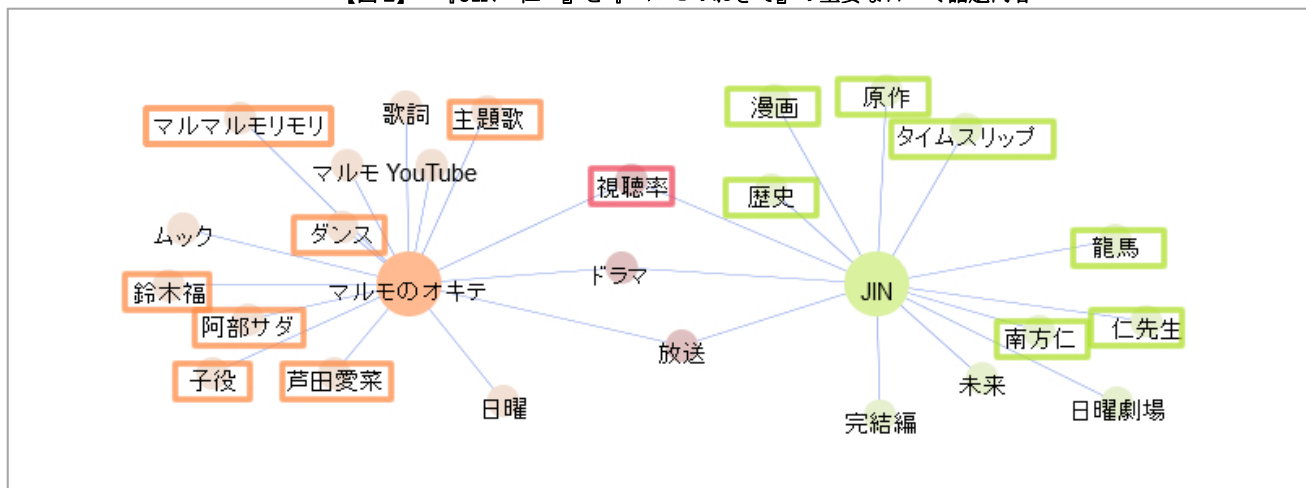 漫画
原作
歌詞
主題歌
マルマルモリモリ
タイムスリップ
マルモ YouTube
視聴率
歴史
ムック
ダンス
龍馬
ドラマ
鈴木福
マルモのオキテ
JIN
阿部サダ
南方仁
仁先生
放送
子役
芦田愛菜
未来
日曜
完結編
日曜劇場